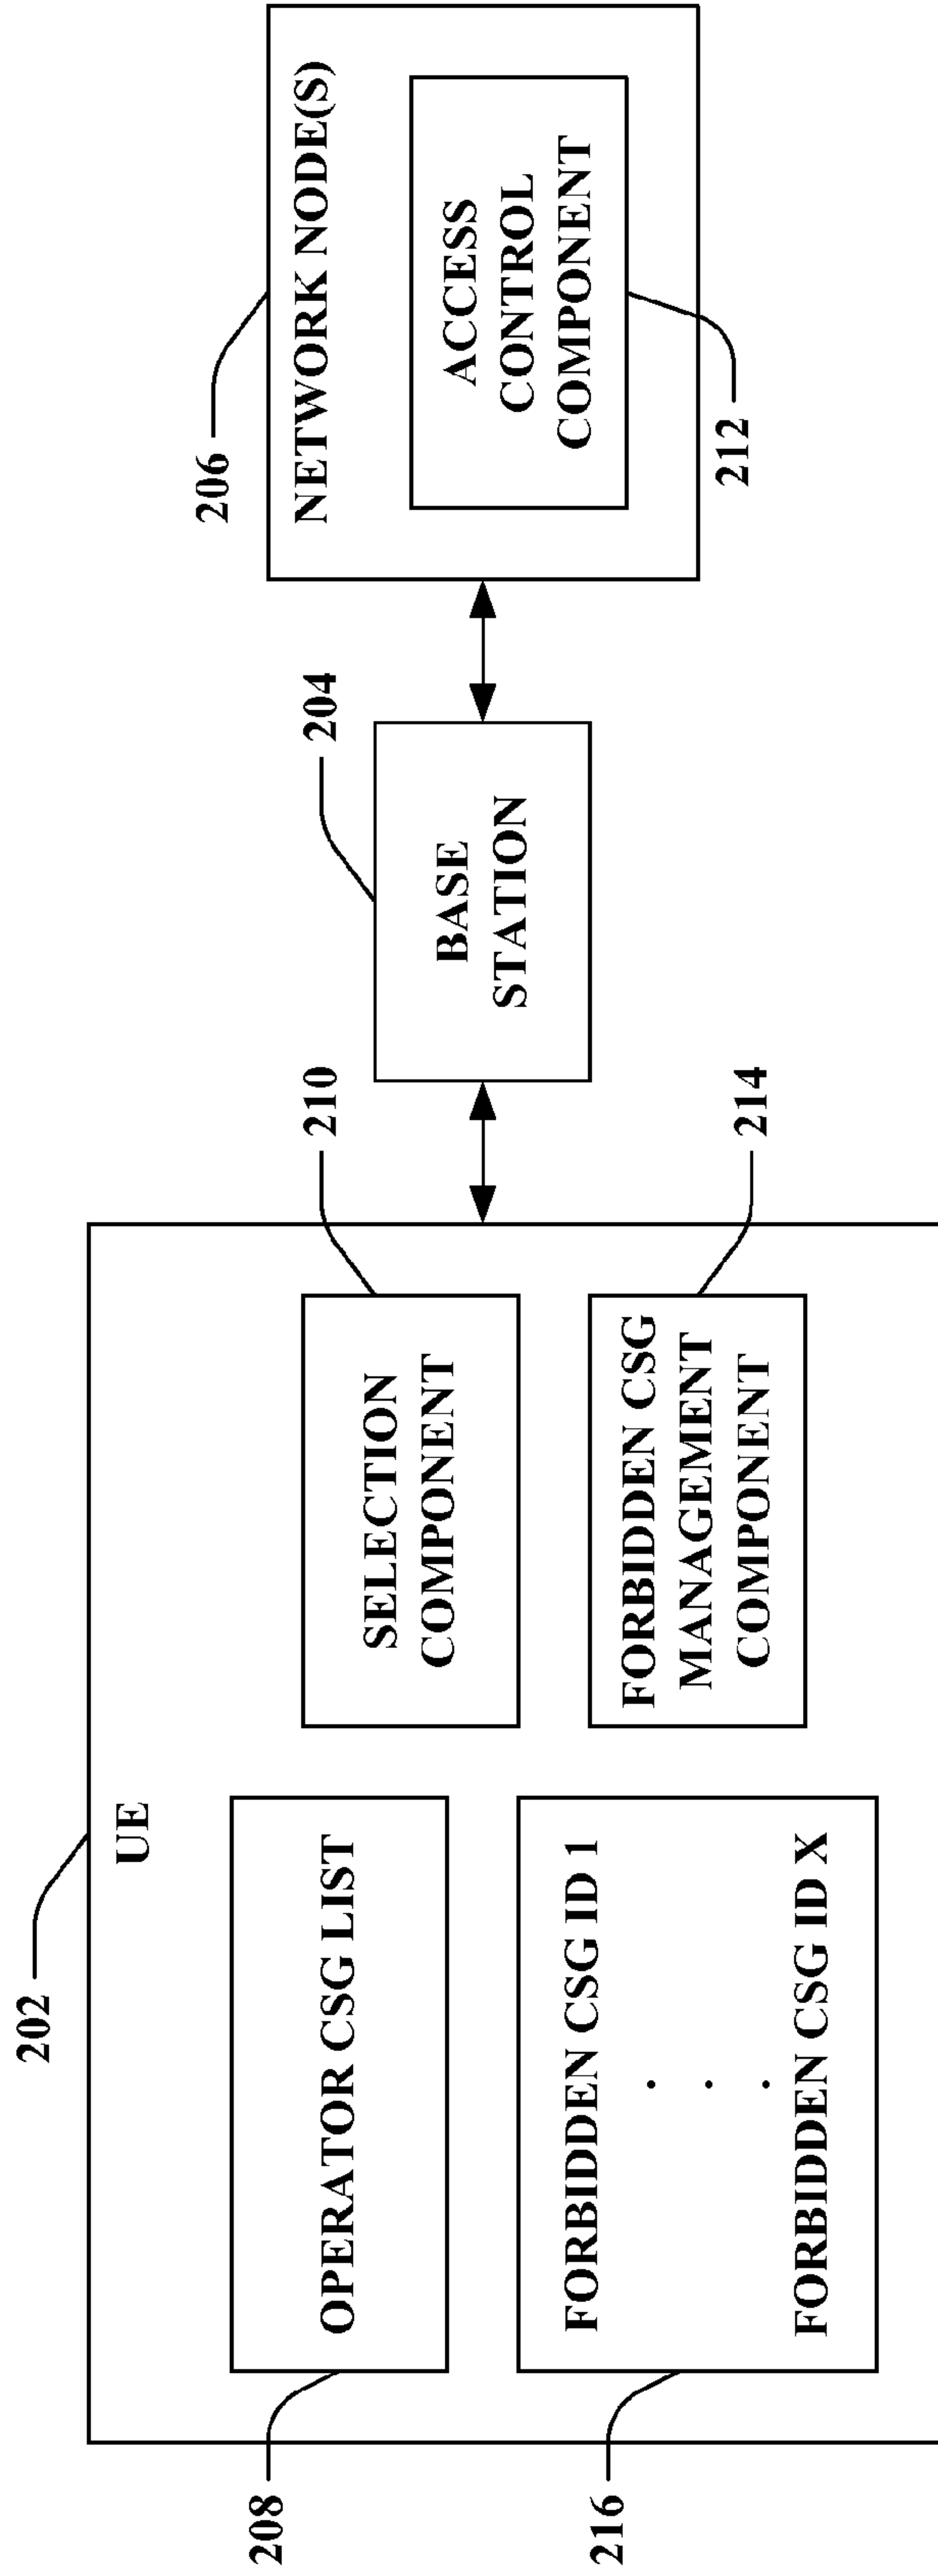 202
UE
208
OPERATOR CSG LIST
210
SELECTION
COMPONENT
216
FORBIDDEN CSG ID 1
.
.
.
FORBIDDEN CSG ID X
214
FORBIDDEN CSG
MANAGEMENT
COMPONENT
204
BASE
STATION
206
NETWORK NODE(S)
ACCESS
CONTROL
COMPONENT
212